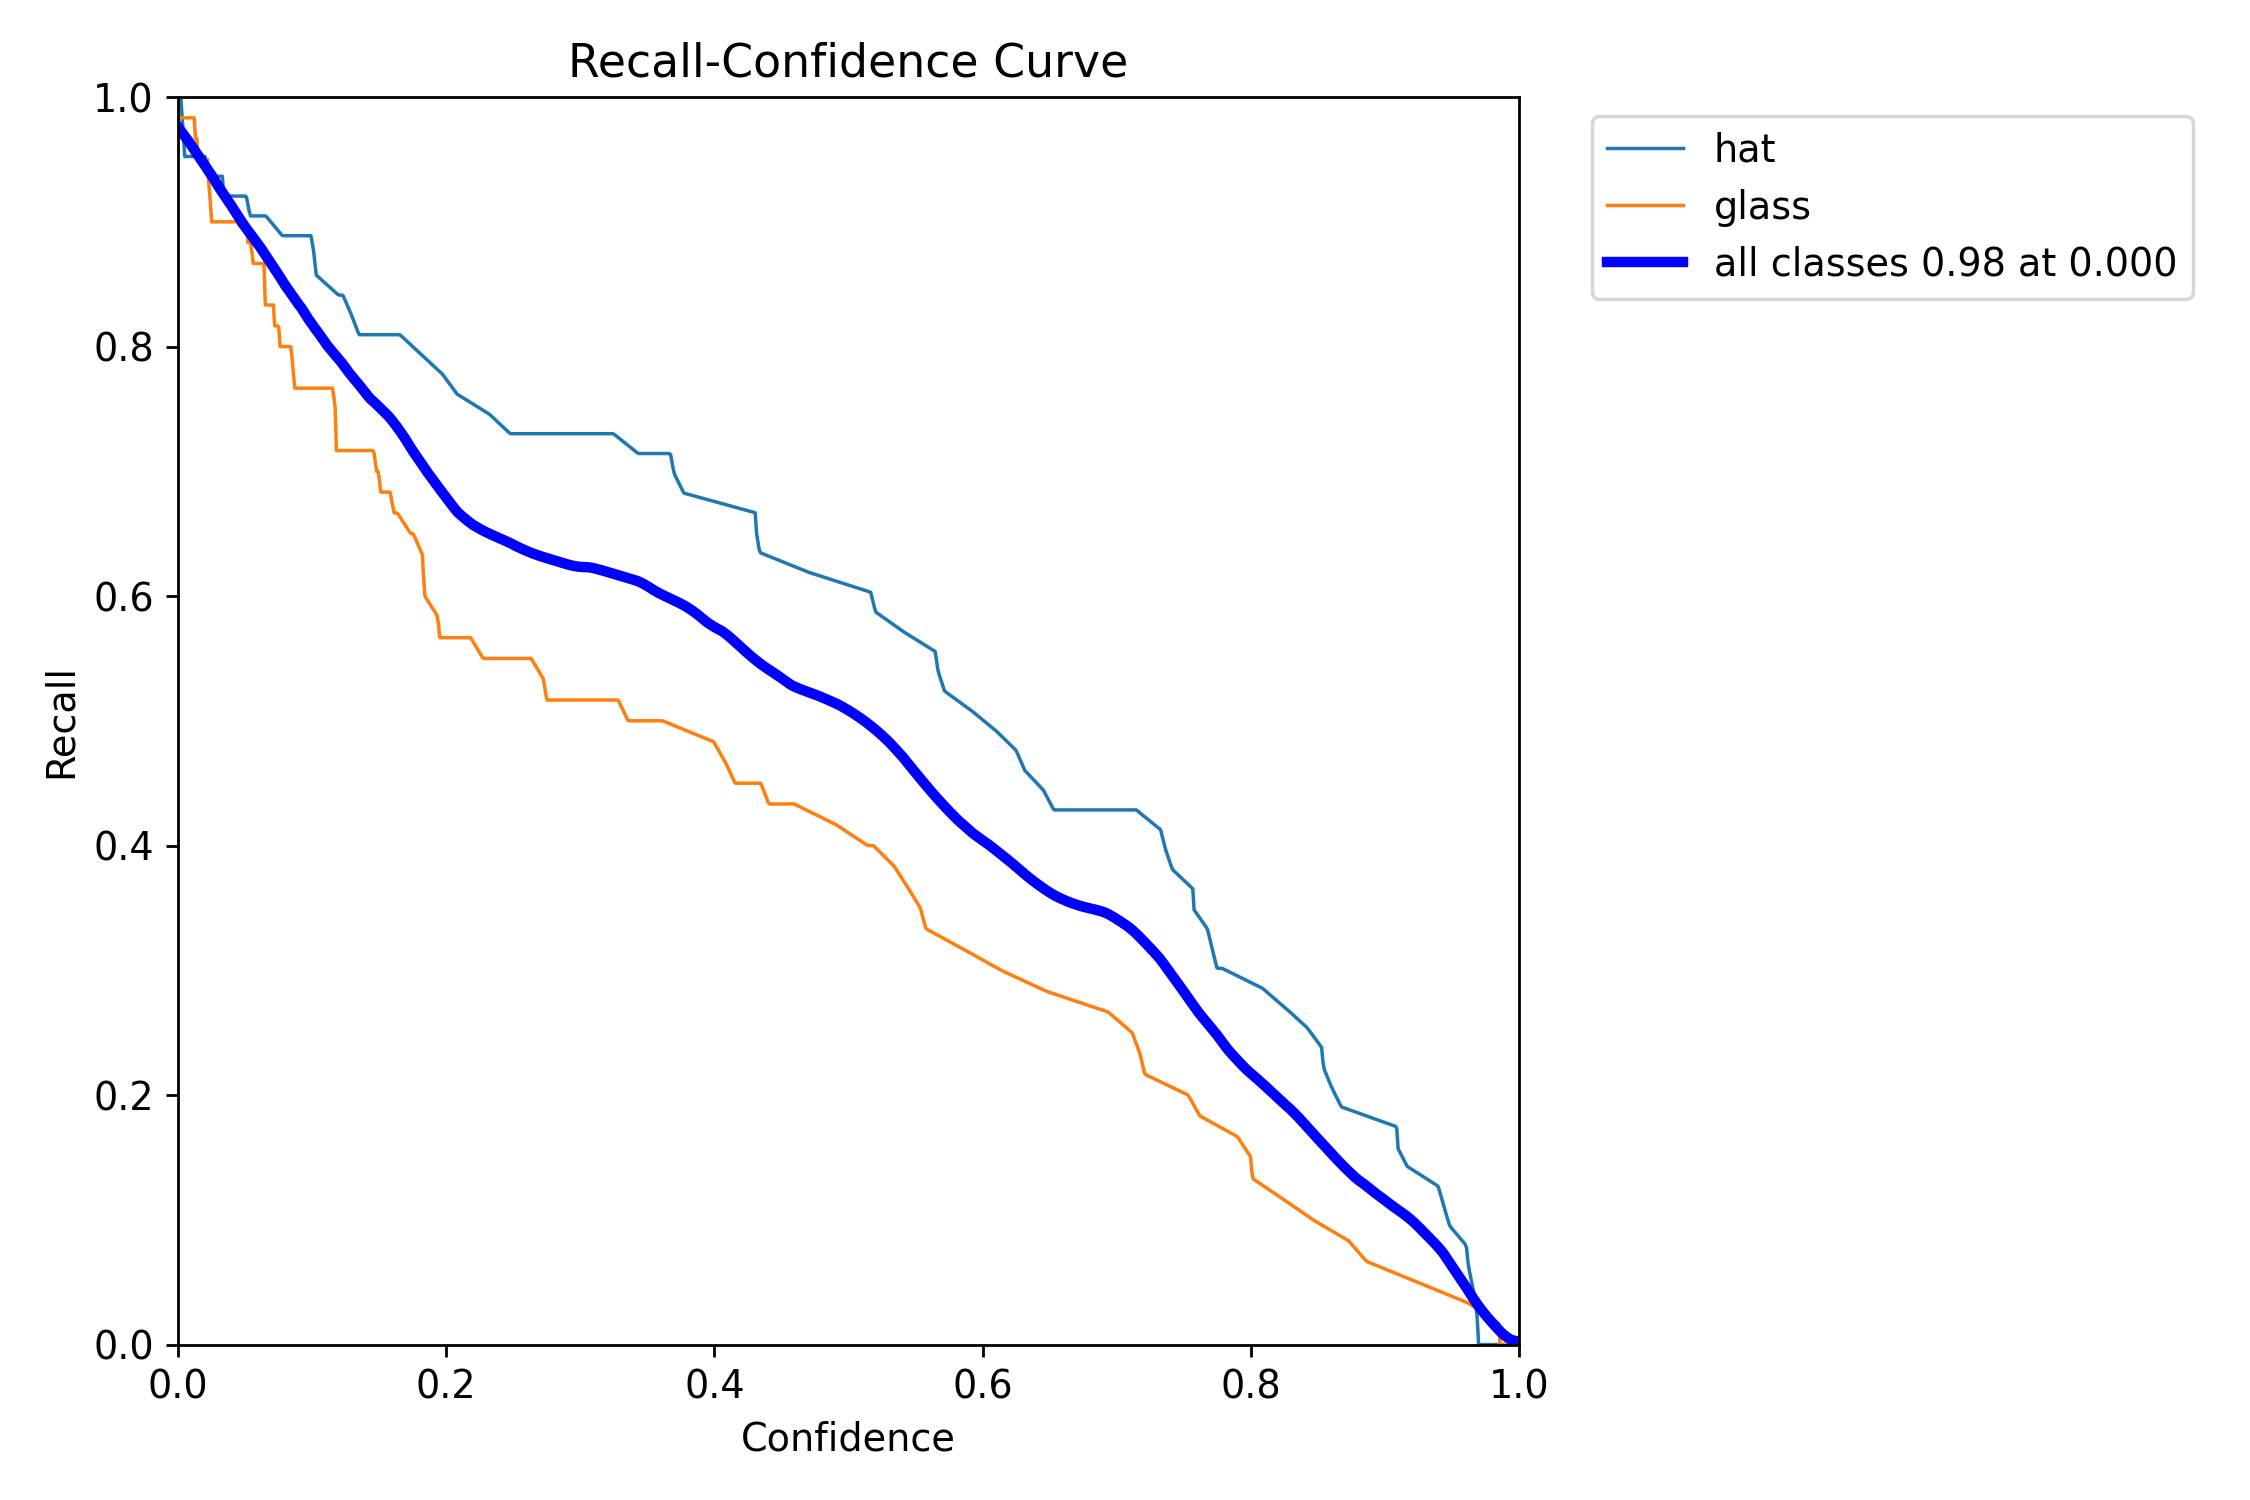 Recall-Confidence Curve
1.0
0.8
0.6
0.4
0.2
0.0
Recall
0.0 0.2 0.4 0.6 0.8 1.0
Confidence
hat
glass
all classes 0.98 at 0.000